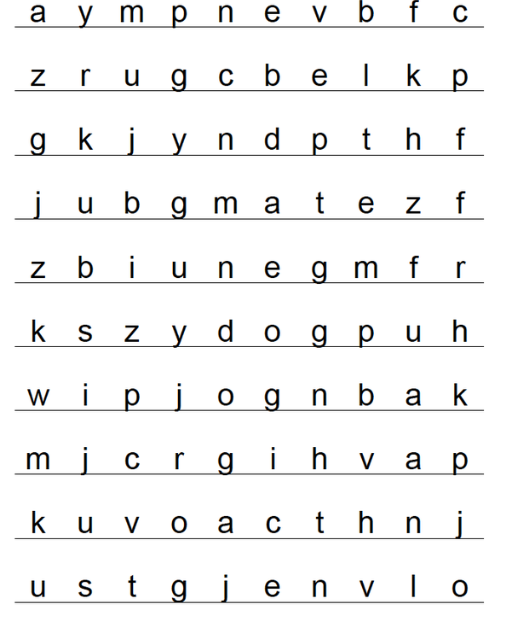 a y m p n e v b f c
z r u g c b e l k p
g k j y n d p t h f
j u b g m a t e z f
z b i u n e g m f r
k s z y d o g p u h
w i p j o g n b a k
m j c r g i h v a p
k u v o a c t h n j
u s t g j e n v l o